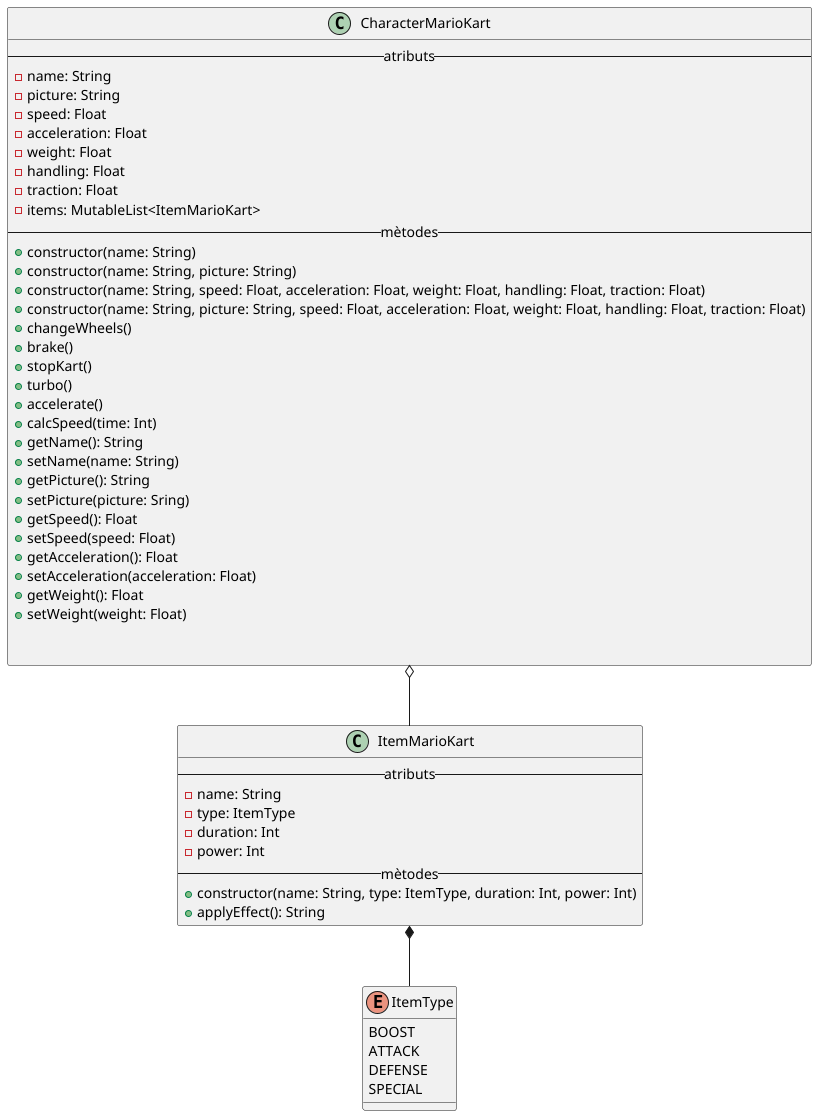 C CharacterMarioKart
atributs
name: String
picture: String
speed: Float
acceleration: Float
weight: Float
handling: Float
traction: Float
items: MutableList<ItemMarioKart>
mètodes
constructor(name: String)
constructor(name: String, picture: String)
constructor(name: String, speed: Float, acceleration: Float, weight: Float, handling: Float, traction: Float)
constructor(name: String, picture: String, speed: Float, acceleration: Float, weight: Float, handling: Float, traction: Float)
changeWheels()
brake()
stopKart()
turbo()
accelerate()
calcSpeed(time: Int)
getName(): String
setName(name: String)
getPicture(): String
setPicture(picture: Sring)
getSpeed(): Float
setSpeed(speed: Float)
getAcceleration(): Float
setAcceleration(acceleration: Float)
getWeight(): Float
setWeight(weight: Float)
C ItemMarioKart
atributs
name: String
type: ItemType
duration: Int
power: Int
mètodes
constructor(name: String, type: ItemType, duration: Int, power: Int)
applyEffect(): String
E ItemType
BOOST
ATTACK
DEFENSE
SPECIAL